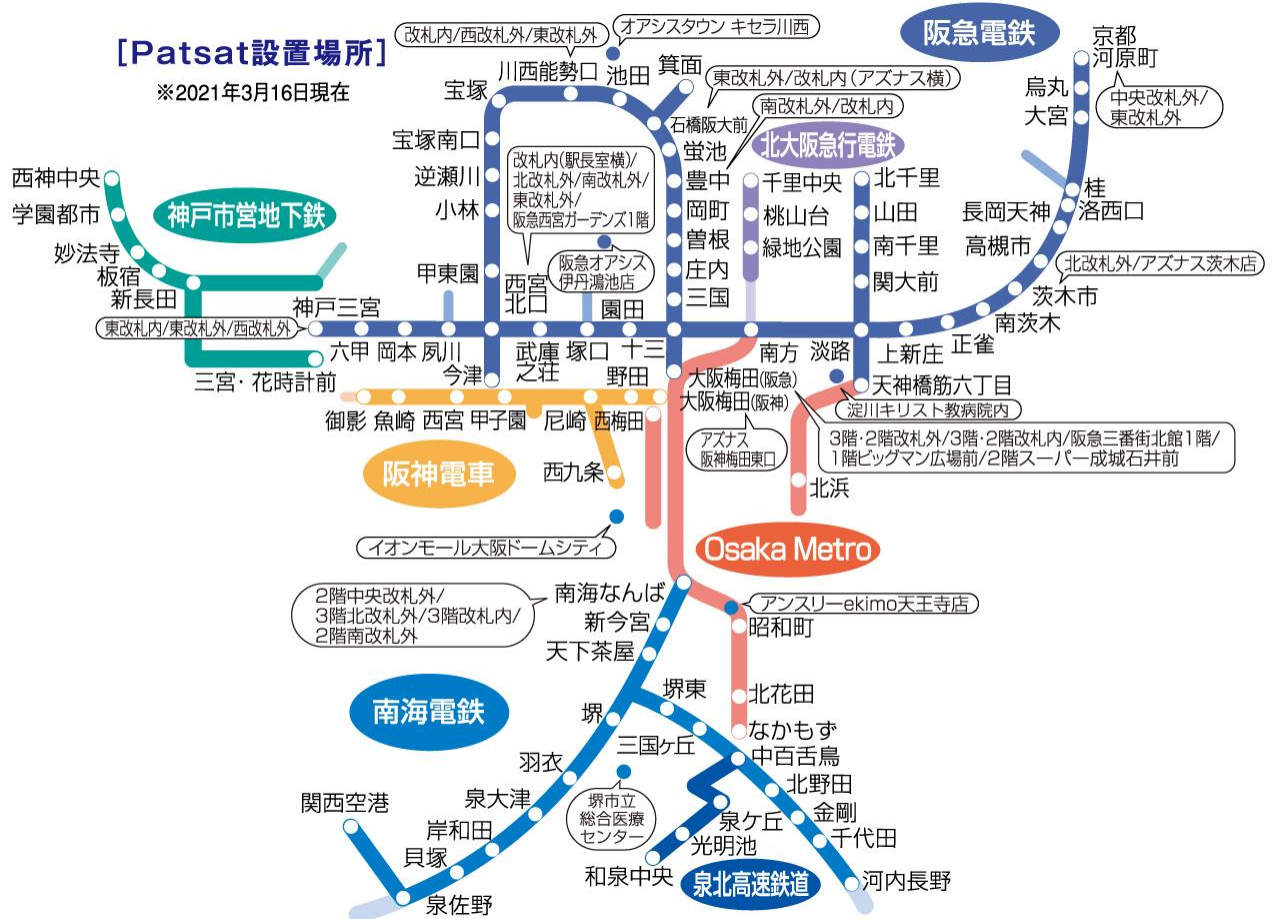 [Patsat設置場所]
※2021年3月16日現在
改札内/西改札外/東改札外
オアシスタウン キセラ川西
阪急電鉄
川西能勢口
池田
箕面
宝塚
東改札外/改札内(アズナス横)
南改札外/改札内
石橋阪大前
京都
河原町
烏丸
大宮
中央改札外/
東改札外
宝塚南口
逆瀬川
小林
甲東園
改札内(駅長室横)/
北改札外/南改札外/
東改札外/
阪急西宮ガーデンズ1階
西宮
北口
阪急オアシス
伊丹鴻池店
蛍池
豊中
岡町
曽根
庄内
三国
北大阪急行電鉄
千里中央
桃山台
緑地公園
北千里
山田
南千里
関大前
桂
洛西口
長岡天神
高槻市
北改札外/アズナス茨木店
茨木市
南茨木
正雀
上新庄
淡路
西神中央
学園都市
妙法寺
板宿
新長田
神戸市営地下鉄
神戸三宮
東改札内/東改札外/西改札外
三宮・花時計前
六甲
岡本
夙川
今津
武庫
之荘
塚口
園田
十三
南方
野田
大阪梅田(阪急)
大阪梅田(阪神)
天神橋筋六丁目
淀川キリスト教病院内
アズナス
阪神梅田東口
3階・2階改札外/3階・2階改札内/阪急三番街北館1階/
1階ビッグマン広場前/2階スーパー成城石井前
御影
魚崎
西宮
甲子園
尼崎
西梅田
阪神電車
西九条
北浜
イオンモール大阪ドームシティ
Osaka Metro
2階中央改札外/
3階北改札外/3階改札内/
2階南改札外
南海なんば
新今宮
天下茶屋
アンスリーekimo天王寺店
昭和町
北花田
なかもず
南海電鉄
堺東
堺
三国ヶ丘
中百舌鳥
羽衣
堺市立
総合医療
センター
北野田
金剛
千代田
河内長野
関西空港
泉大津
岸和田
貝塚
泉佐野
泉ケ丘
光明池
和泉中央
泉北高速鉄道